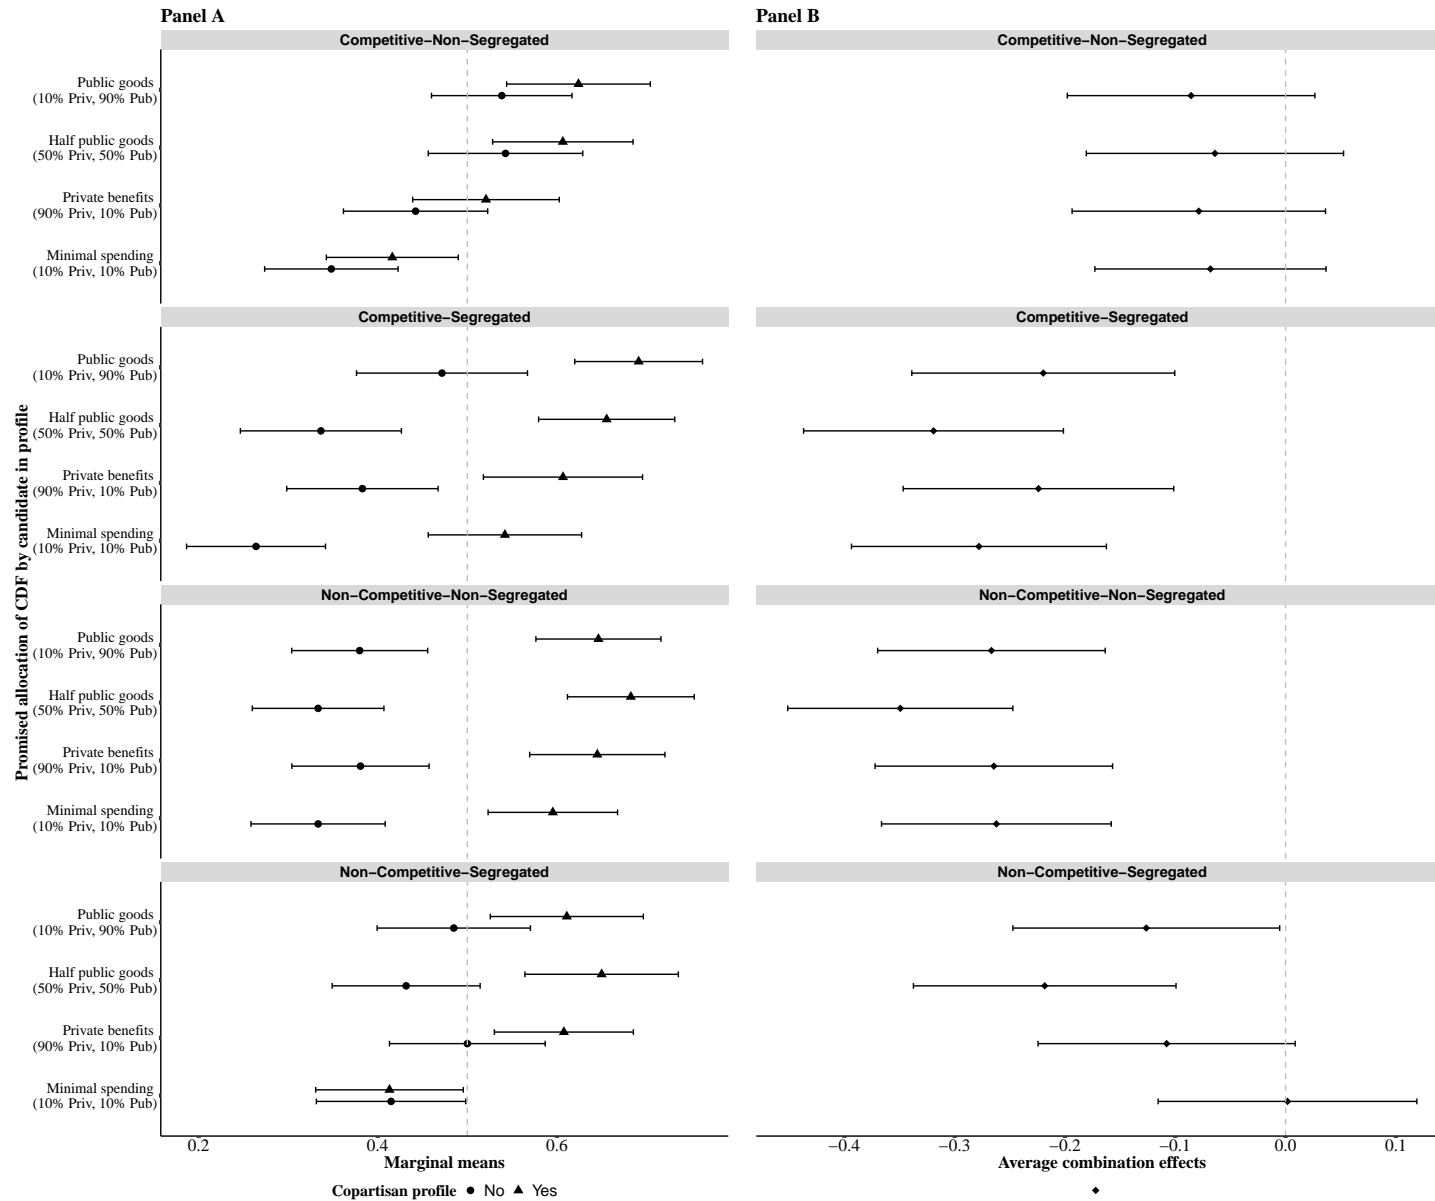 Panel A
Panel B
Competitive−Non−Segregated
Competitive−Non−Segregated
Public goods
(10% Priv, 90% Pub)
Half public goods
(50% Priv, 50% Pub)
Private benefits
(90% Priv, 10% Pub)
Minimal spending
(10% Priv, 10% Pub)
Competitive−Segregated
Competitive−Segregated
Public goods
(10% Priv, 90% Pub)
Half public goods
(50% Priv, 50% Pub)
Private benefits
(90% Priv, 10% Pub)
Minimal spending
(10% Priv, 10% Pub)
Promised allocation of CDF by candidate in profile
Non−Competitive−Non−Segregated
Non−Competitive−Non−Segregated
Public goods
(10% Priv, 90% Pub)
Half public goods
(50% Priv, 50% Pub)
Private benefits
(90% Priv, 10% Pub)
Minimal spending
(10% Priv, 10% Pub)
Non−Competitive−Segregated
Non−Competitive−Segregated
Public goods
(10% Priv, 90% Pub)
Half public goods
(50% Priv, 50% Pub)
Private benefits
(90% Priv, 10% Pub)
Minimal spending
(10% Priv, 10% Pub)
0.2 0.4 0.6
−0.4 −0.3 −0.2 −0.1 0.0 0.1
Marginal means
Average combination effects
Copartisan profile No Yes